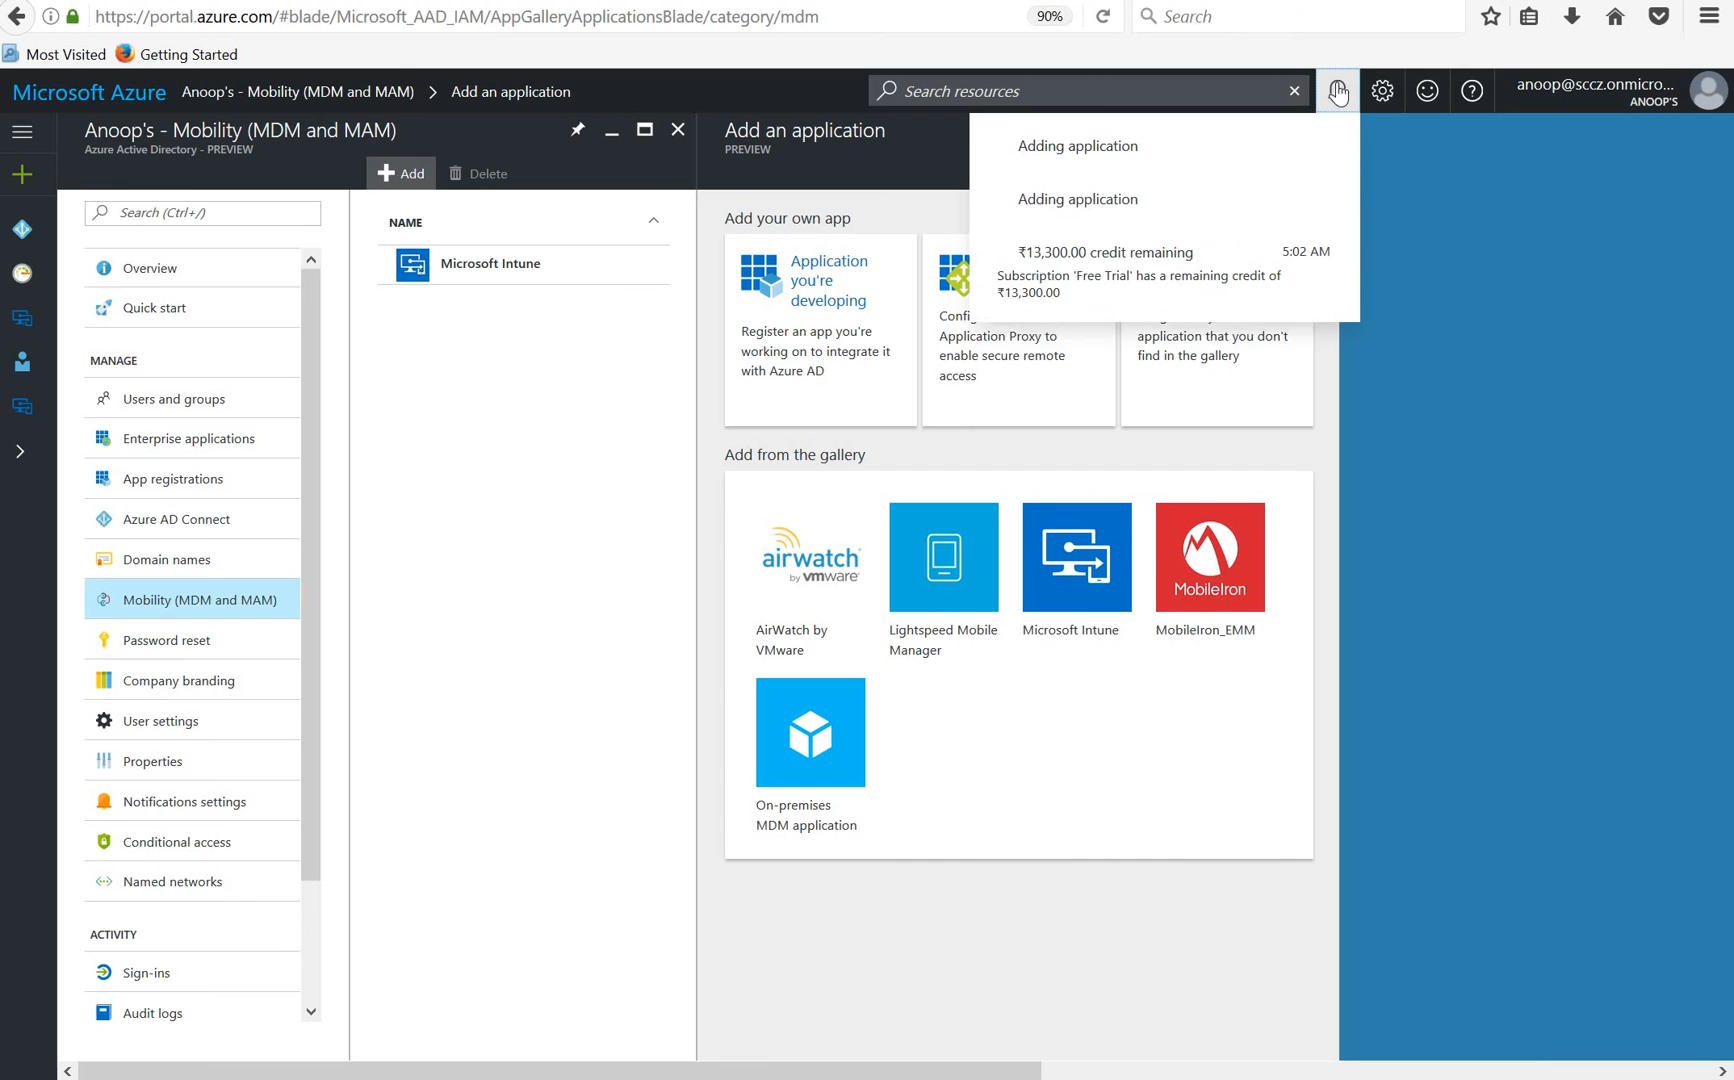 https://portal.azure.com/#blade/Microsoft_AAD_IAM/AppGalleryApplicationsBlade/category/mdm
90%
Search
Most Visited
Getting Started
Microsoft Azure
Anoop's - Mobility (MDM and MAM)
Add an application
Search resources
anoop@sccz.onmicro...
ANOOP'S
Anoop's - Mobility (MDM and MAM)
Azure Active Directory - PREVIEW
Add
Delete
Search (Ctrl+/)
Overview
Quick start
MANAGE
Users and groups
Enterprise applications
App registrations
Azure AD Connect
Domain names
Mobility (MDM and MAM)
Password reset
Company branding
User settings
Properties
Notifications settings
Conditional access
Named networks
ACTIVITY
Sign-ins
Audit logs
NAME
Microsoft Intune
Add an application
PREVIEW
Adding application
Adding application
₹13,300.00 credit remaining
5:02 AM
Subscription 'Free Trial' has a remaining credit of
₹13,300.00
Add your own app
Application
you're
developing
Register an app you're
working on to integrate it
with Azure AD
Application Proxy to
enable secure remote
access
application that you don't
find in the gallery
Add from the gallery
airwatch
by vmware
AirWatch by
VMware
Lightspeed Mobile
Manager
Microsoft Intune
MobileIron
MobileIron_EMM
On-premises
MDM application